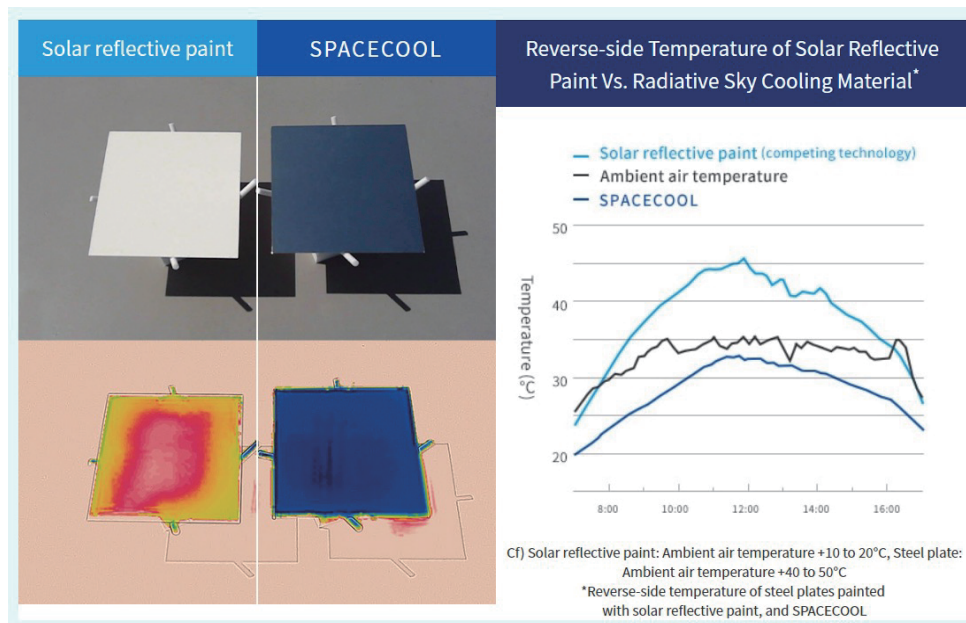 Solar reflective paint
SPACECOOL
Reverse-side Temperature of Solar Reflective
Paint Vs. Radiative Sky Cooling Material*
Solar reflective paint (competing technology)
Ambient air temperature
SPACECOOL
Temperature (°C)
50
40
30
20
8:00
10:00
12:00
14:00
16:00
Cf) Solar reflective paint: Ambient air temperature +10 to 20°C, Steel plate:
Ambient air temperature +40 to 50°C
*Reverse-side temperature of steel plates painted
with solar reflective paint, and SPACECOOL